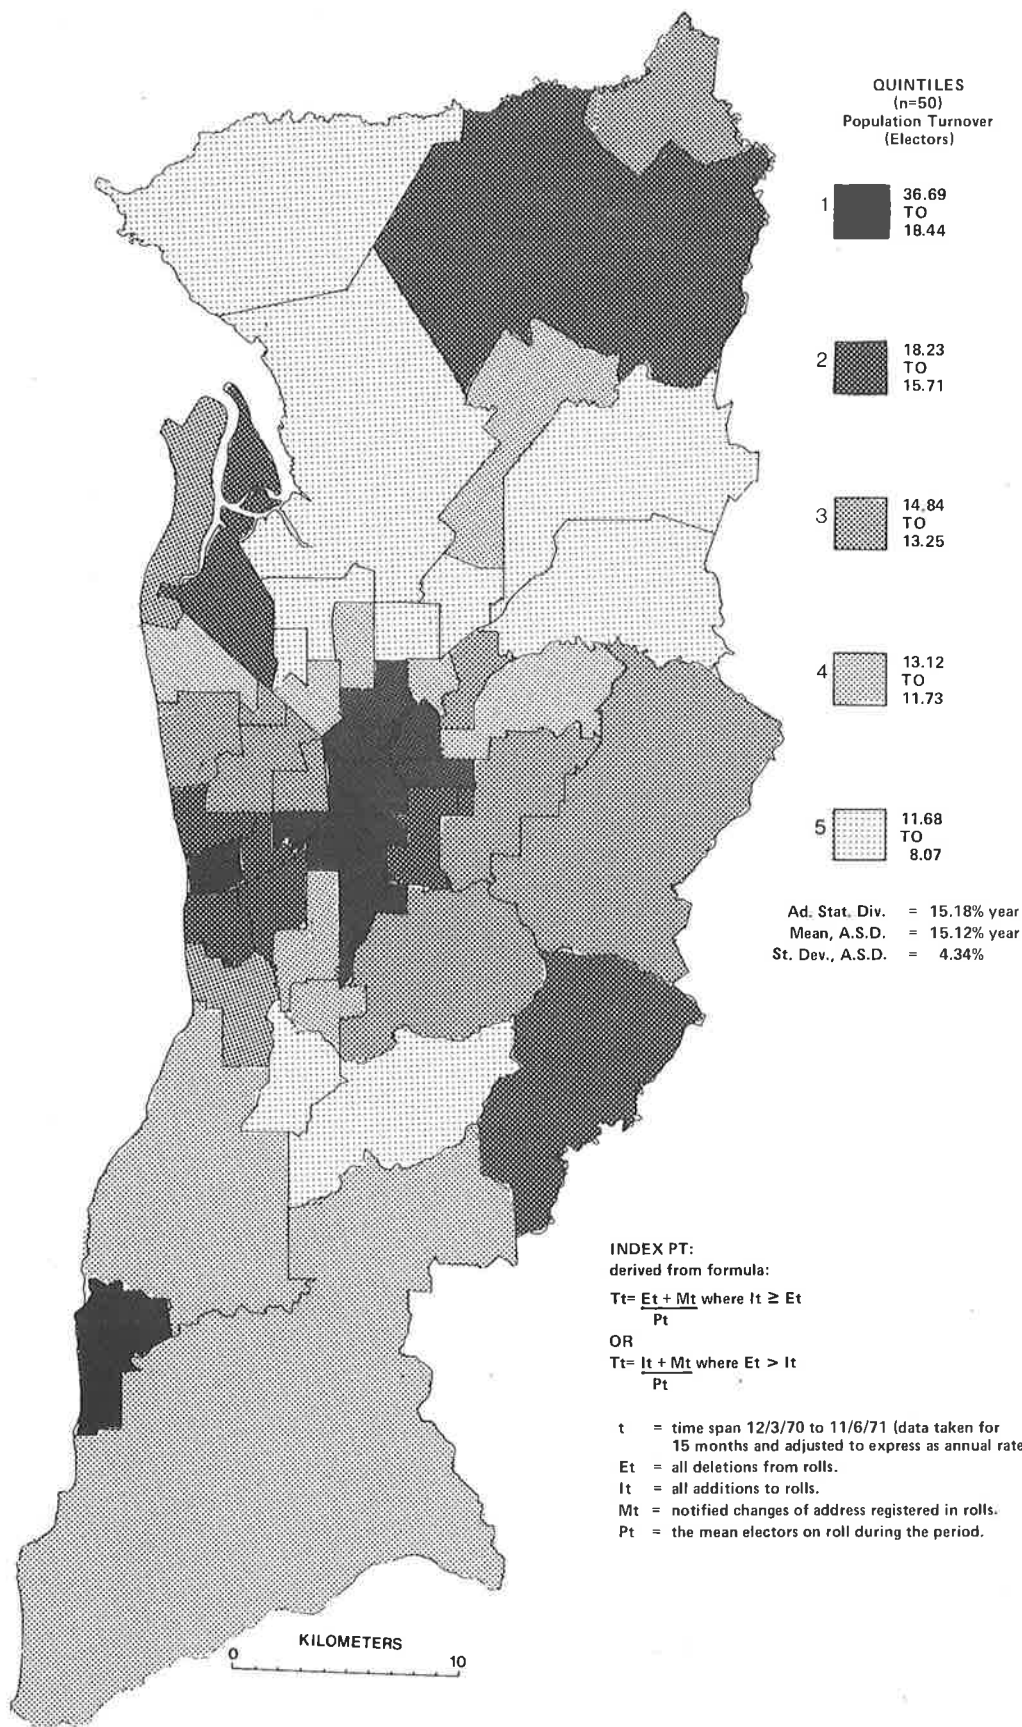 QUINTILES
(n=50)
Population Turnover
(Electors)
1
36.69
TO
18.44
2
18.23
TO
15.71
3
14.84
TO
13.25
4
13.12
TO
11.73
5
11.68
TO
8.07
Ad. Stat. Div. = 15.18% year
Mean, A.S.D. = 15.12% year
St. Dev., A.S.D. = 4.34%
INDEX PT:
derived from formula:
Tt= Et + Mt where It ≥ Et
Pt
OR
Tt= It + Mt where Et > It
Pt
t = time span 12/3/70 to 11/6/71 (data taken for
15 months and adjusted to express as annual rate
Et = all deletions from rolls.
It = all additions to rolls.
Mt = notified changes of address registered in rolls.
Pt = the mean electors on roll during the period.
KILOMETERS
0 10